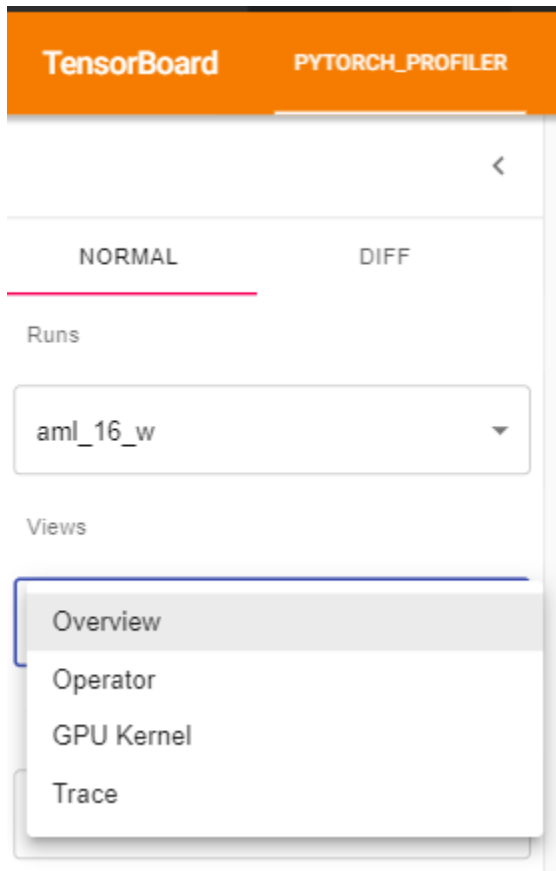 TensorBoard PYTORCH_PROFILER
NORMAL DIFF
Runs
aml_16_w
Views
Overview
Operator
GPU Kernel
Trace